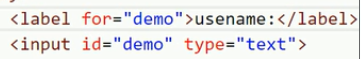 <label for="demo">usename:</label>
<input id="demo" type="text">